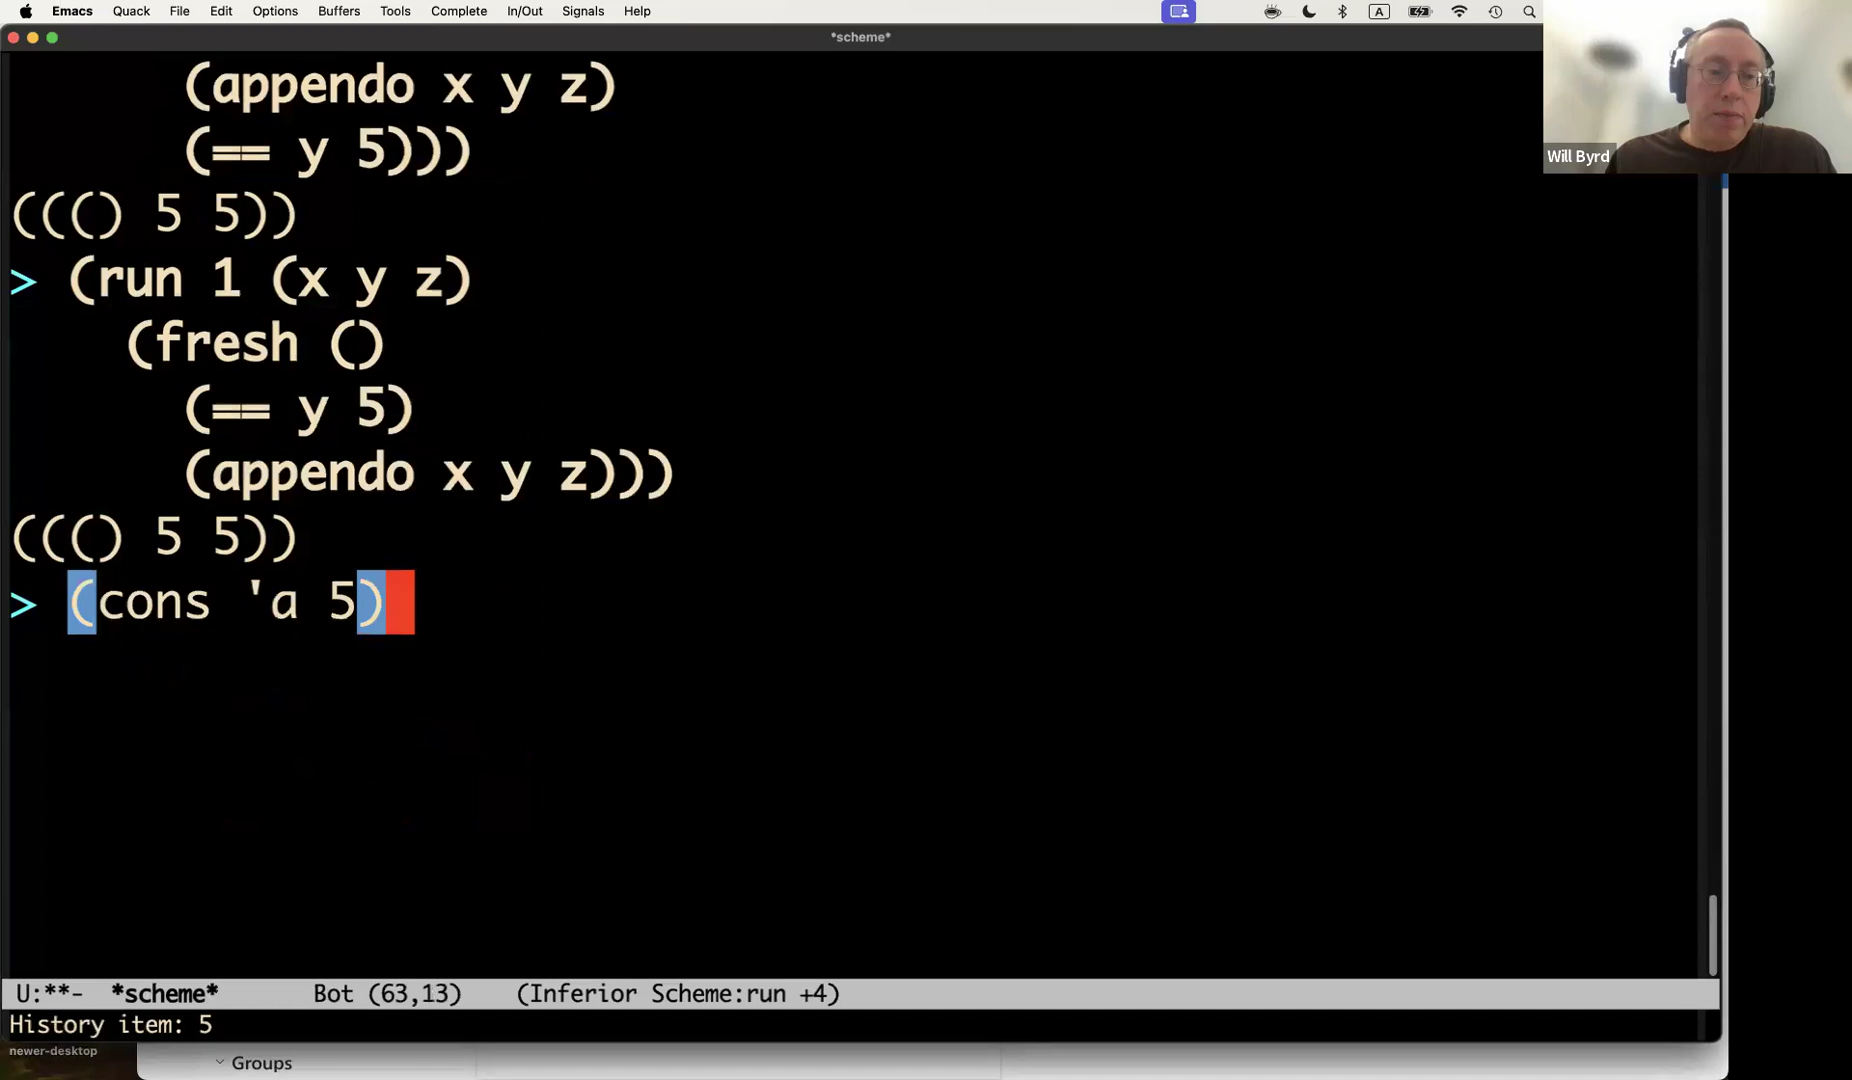 Emacs Quack File Edit Options Buffers Tools Complete In/Out Signals Help A
*scheme*
(appendo x y z)
(== y 5)))
((() 5 5))
> (run 1 (x y z)
(fresh ()
(== y 5)
(appendo x y z)))
((() 5 5))
> (cons 'a 5)
Will Byrd
U:**- *scheme* Bot (63,13) (Inferior Scheme:run +4)
History item: 5
newer-desktop
Groups